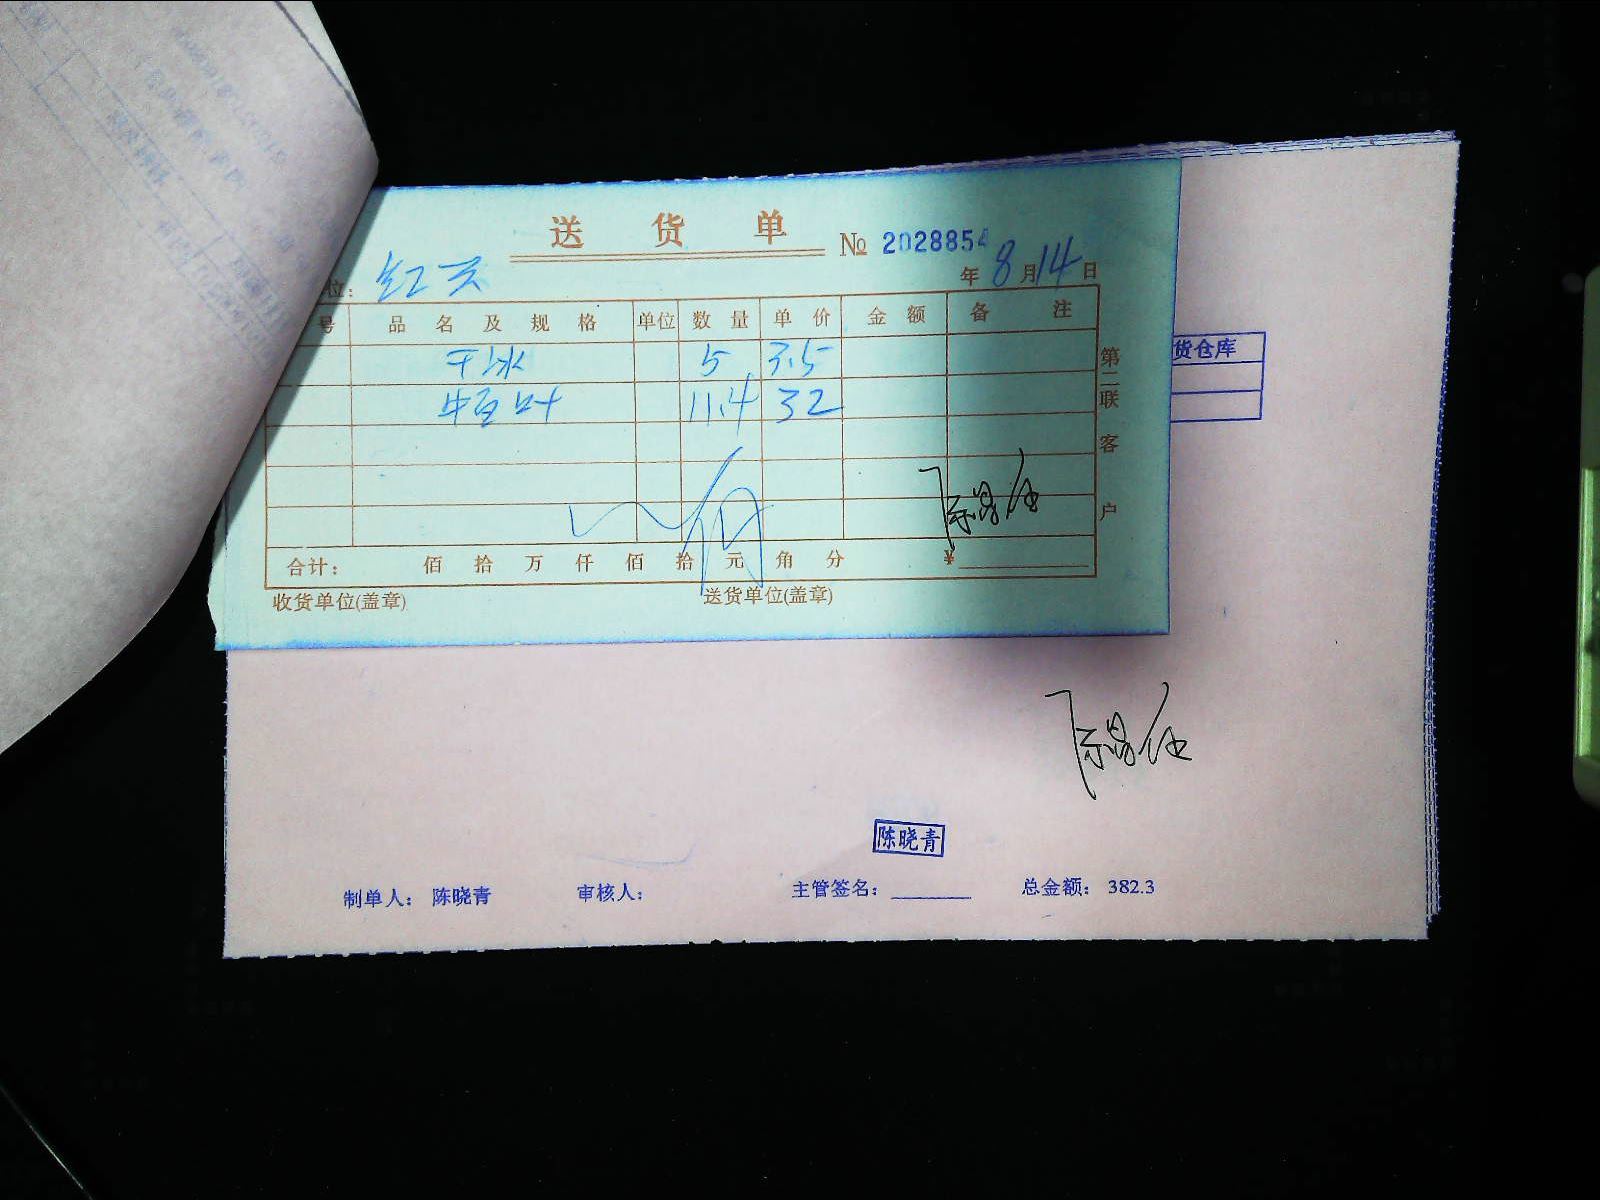 送货单 № 2028854
位： 红 年 8 月 14 日
号 品名及规格 单位 数量 单价 金额 备注
干冰 5 3.5
牛百叶 11.4 32
合计： 佰 拾 万 仟 佰 拾 元 角 分 ¥
收货单位(盖章) 送货单位(盖章)
第二联 客户
货仓库
陈晓青
制单人： 陈晓青 审核人： 主管签名： 总金额： 382.3